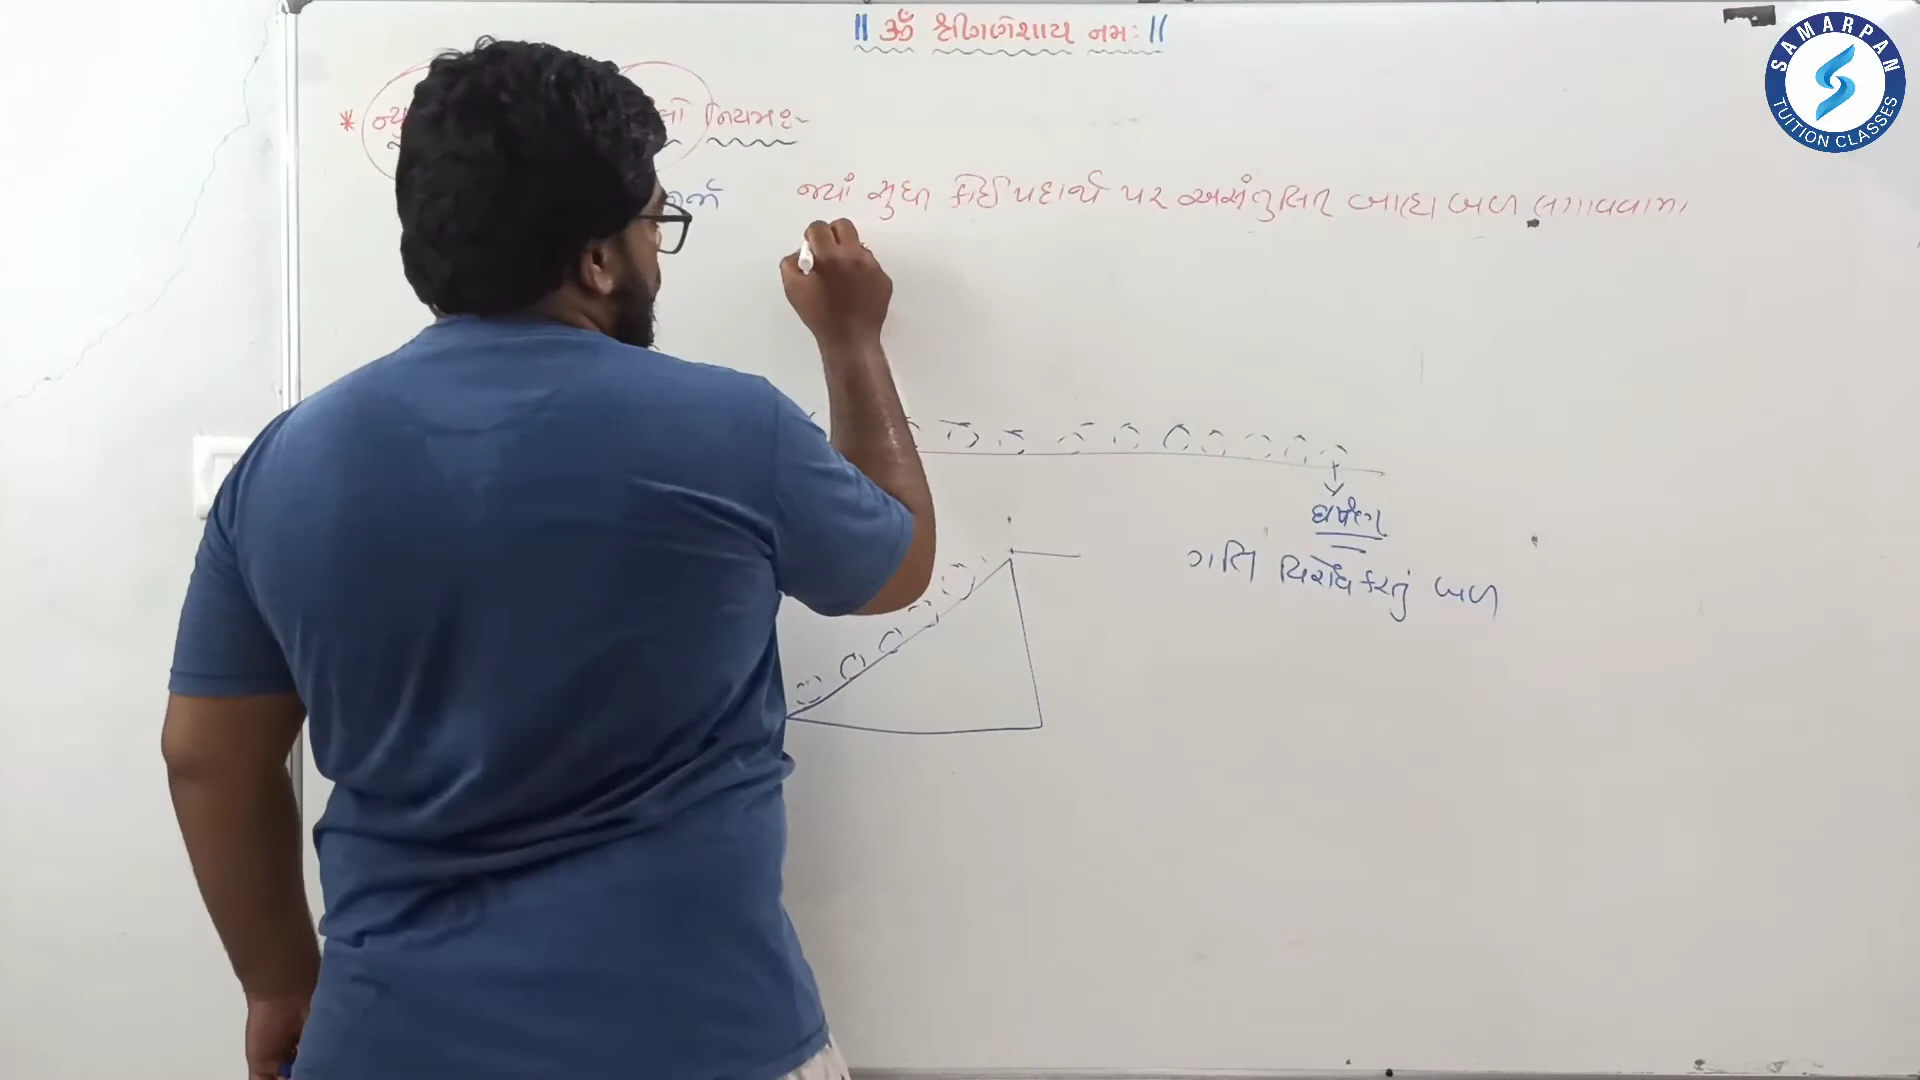 || ૐ શ્રી ગણેશાય નમઃ ||
SAMARPAN TUITION CLASSES
* ન્યુ લો નિયમ :-
જ્યાં સુધી કોઈ પદાર્થ પર અસંતુલિત બાહ્ય બળ લગાવવામાં
ઘર્ષણ
ગતિ વિરોધ કરતું બળ